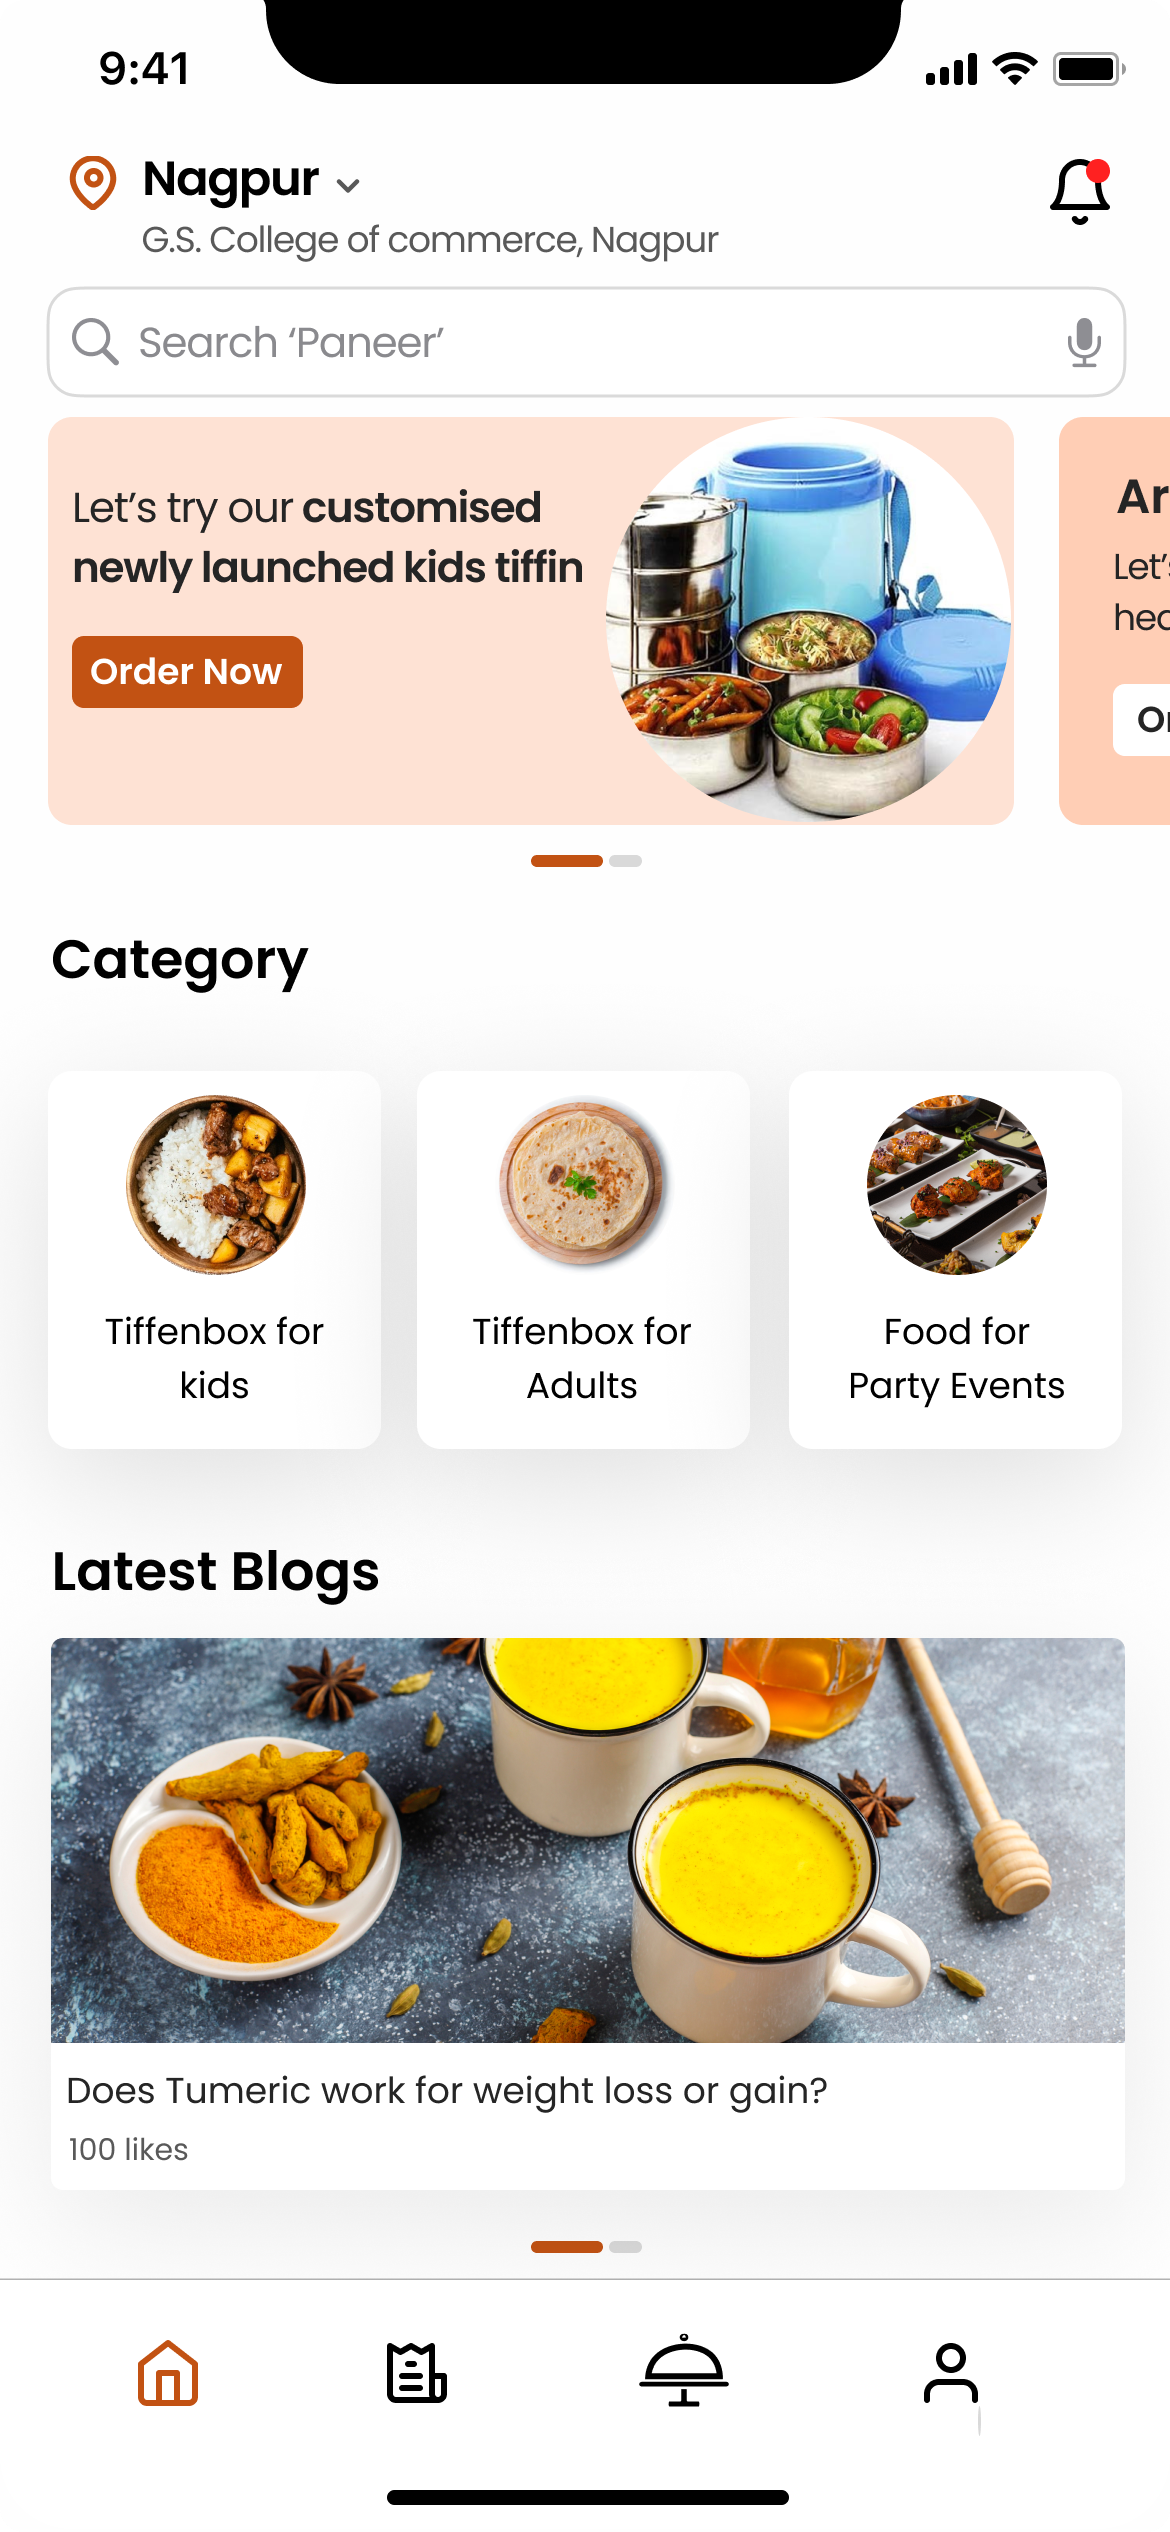 9:41
Nagpur
G.S. College of commerce, Nagpur
Search ‘Paneer’
Let’s try our customised
newly launched kids tiffin
Order Now
Ar
Let’s
hea
Or
Category
Tiffenbox for
kids
Tiffenbox for
Adults
Food for
Party Events
Latest Blogs
Does Tumeric work for weight loss or gain?
100 likes